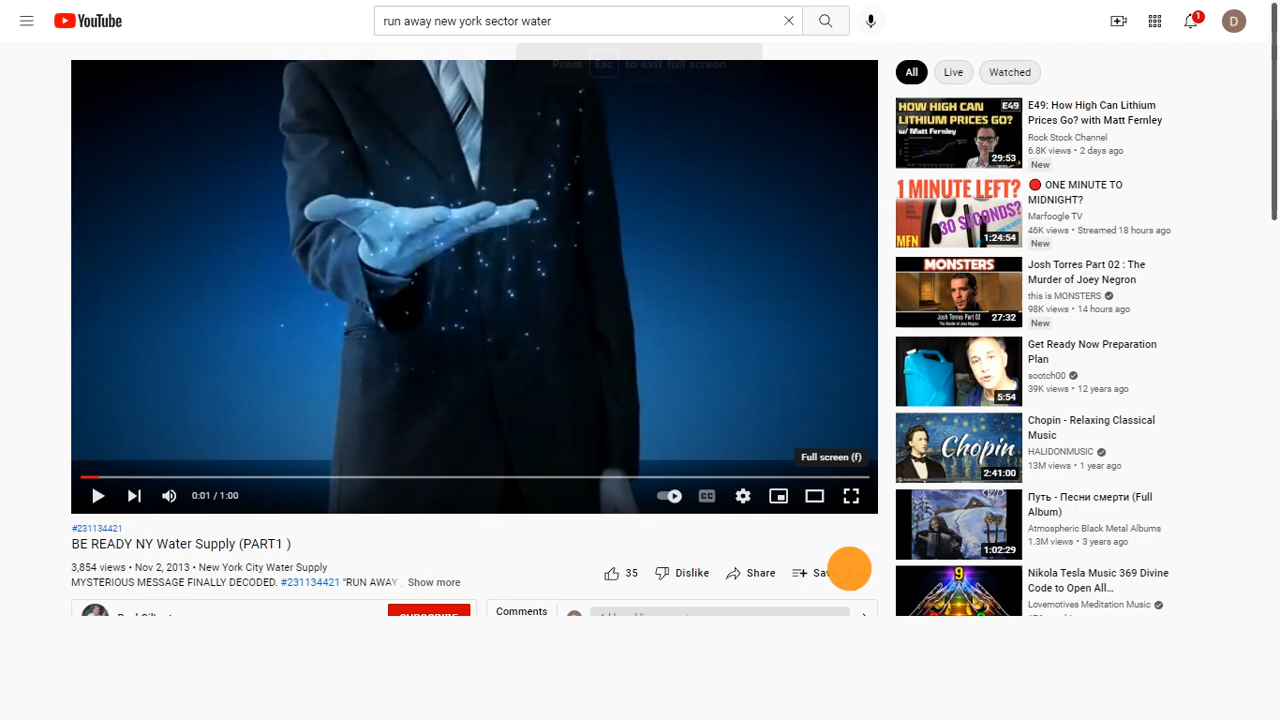 YouTube
run away new york sector water
1
D
Press Esc to exit full screen
Full screen (f)
0:01 / 1:00
CC
#231134421
BE READY NY Water Supply (PART1 )
3,854 views • Nov 2, 2013 • New York City Water Supply
MYSTERIOUS MESSAGE FINALLY DECODED. #231134421 "RUN AWAY
Show more
35
Dislike
Share
Comments
All
Live
Watched
HOW HIGH CAN
LITHIUM PRICES GO?
w/ Matt Fernley
E49
29:53
E49: How High Can Lithium
Prices Go? with Matt Fernley
Rock Stock Channel
6.8K views • 2 days ago
New
1 MINUTE LEFT?
30 SECONDS?
MFN
1:24:54
ONE MINUTE TO
MIDNIGHT?
Marfoogle TV
46K views • Streamed 18 hours ago
New
MONSTERS
Josh Torres Part 02
27:32
Josh Torres Part 02 : The
Murder of Joey Negron
this is MONSTERS
98K views • 14 hours ago
New
5:54
Get Ready Now Preparation
Plan
sootch00
39K views • 12 years ago
Chopin
2:41:00
Chopin - Relaxing Classical
Music
HALIDONMUSIC
13M views • 1 year ago
1:02:29
Путь - Песни смерти (Full
Album)
Atmospheric Black Metal Albums
1.3M views • 3 years ago
9
Nikola Tesla Music 369 Divine
Code to Open All...
Lovemotives Meditation Music